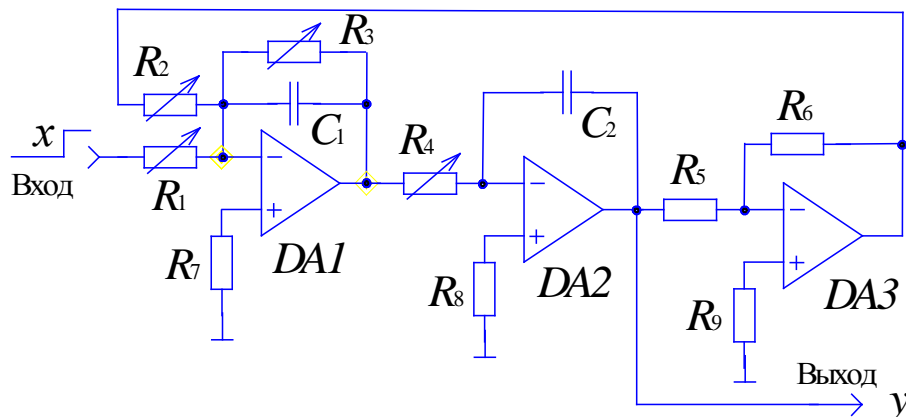 R3
R2
x
C1
R4
C2
R6
R5
Вход
R1
−
−
−
+
+
+
R7
DA1
R8
DA2
R9
DA3
Выход
y